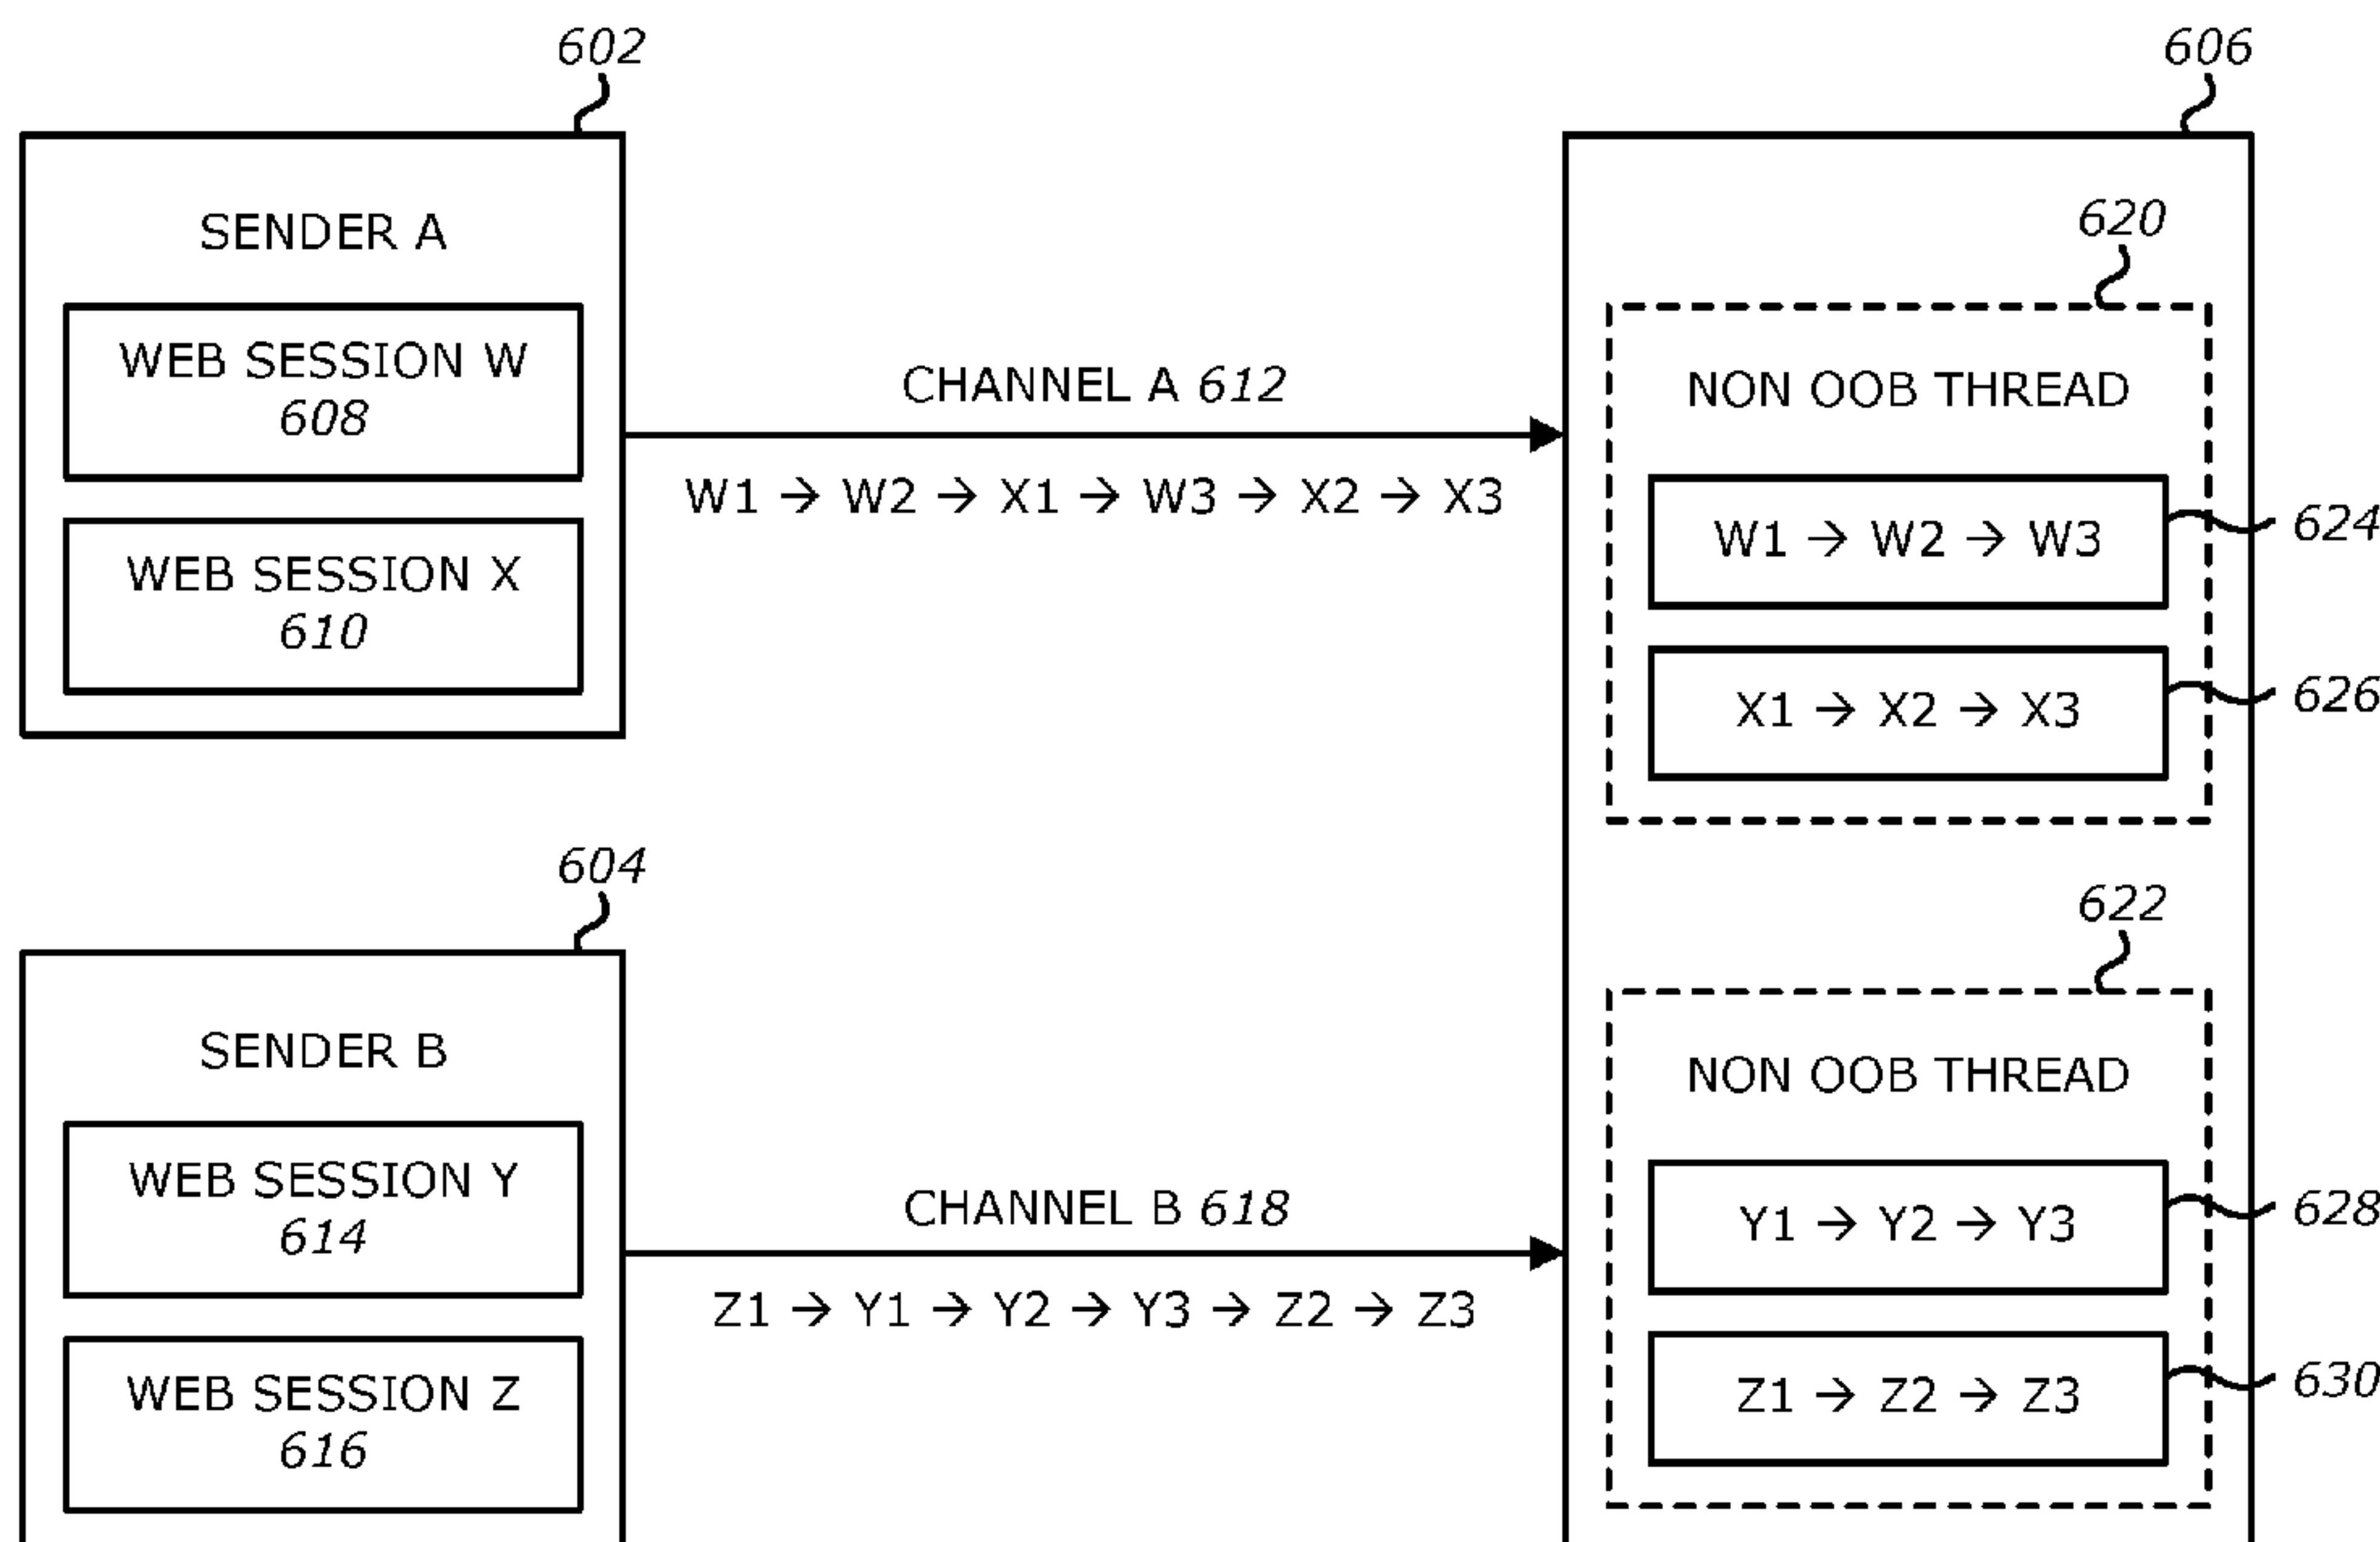 602
SENDER A
WEB SESSION W
608
WEB SESSION X
610
CHANNEL A 612
W1 → W2 → X1 → W3 → X2 → X3
606
620
NON OOB THREAD
W1 → W2 → W3
624
X1 → X2 → X3
626
604
SENDER B
WEB SESSION Y
614
WEB SESSION Z
616
CHANNEL B 618
Z1 → Y1 → Y2 → Y3 → Z2 → Z3
622
NON OOB THREAD
Y1 → Y2 → Y3
628
Z1 → Z2 → Z3
630